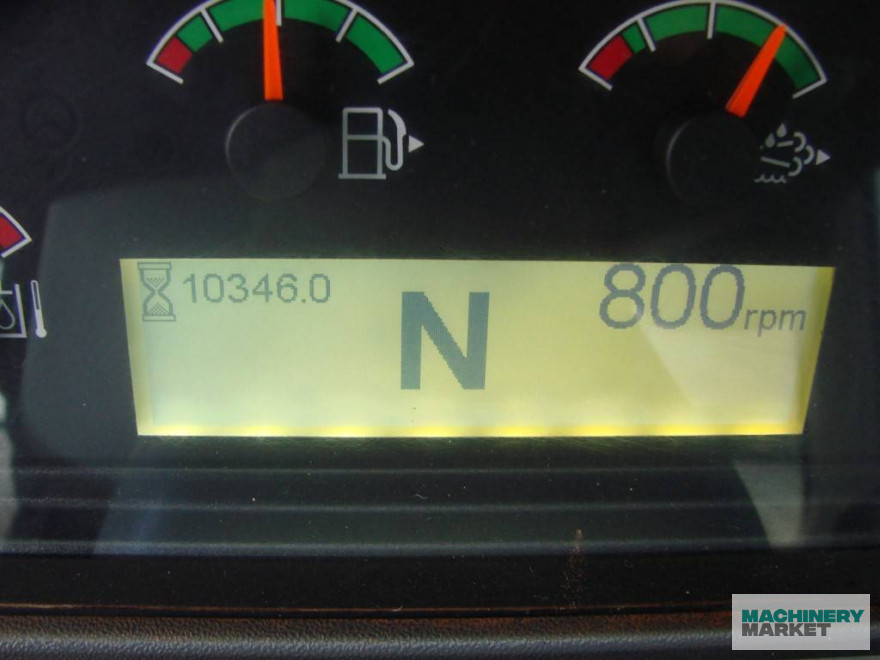 10346.0
N
800rpm
MACHINERY
MARKET